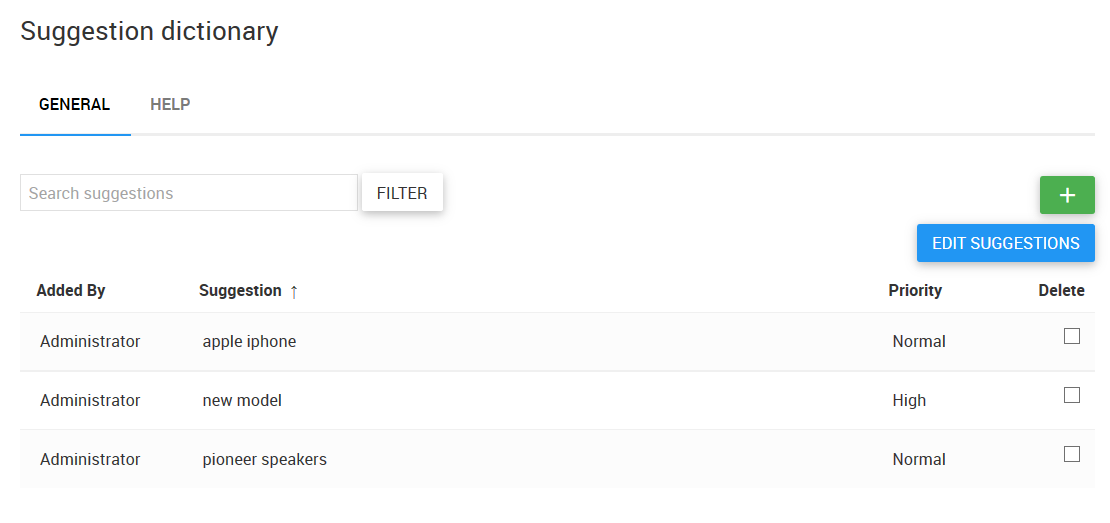 Suggestion dictionary
GENERAL HELP
Search suggestions FILTER +
EDIT SUGGESTIONS
Added By Suggestion ↑ Priority Delete
Administrator apple iphone Normal
Administrator new model High
Administrator pioneer speakers Normal